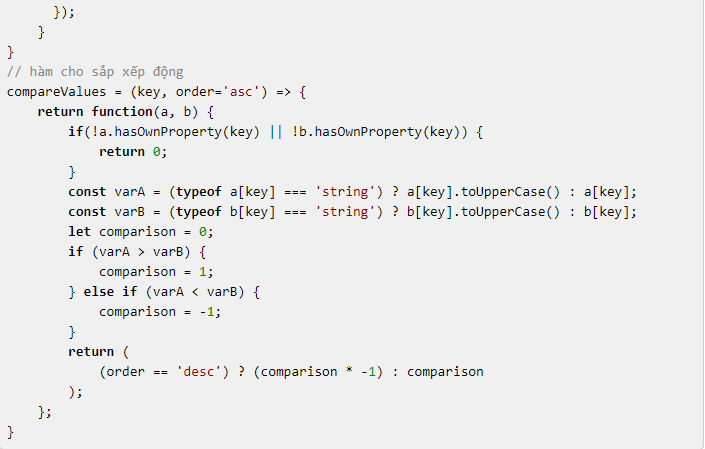 });
}
}
// hàm cho sắp xếp động
compareValues = (key, order='asc') => {
return function(a, b) {
if(!a.hasOwnProperty(key) || !b.hasOwnProperty(key)) {
return 0;
}
const varA = (typeof a[key] === 'string') ? a[key].toUpperCase() : a[key];
const varB = (typeof b[key] === 'string') ? b[key].toUpperCase() : b[key];
let comparison = 0;
if (varA > varB) {
comparison = 1;
} else if (varA < varB) {
comparison = -1;
}
return (
(order == 'desc') ? (comparison * -1) : comparison
);
};
}